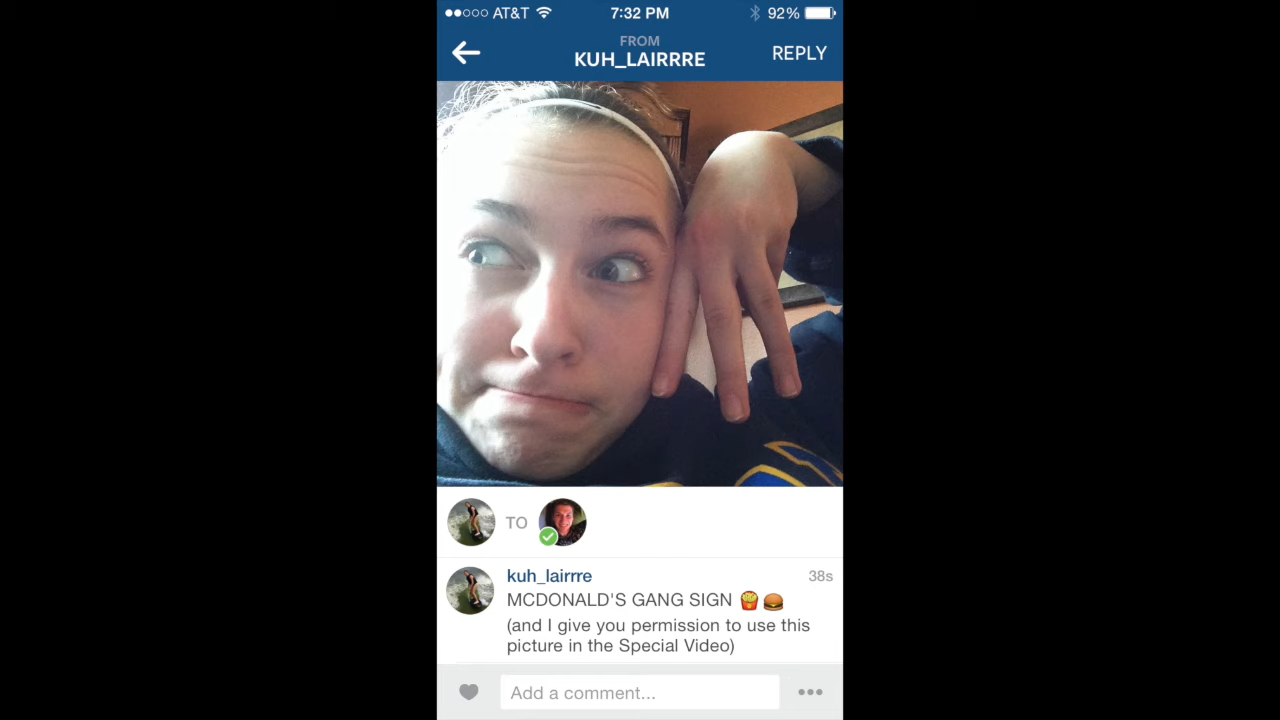 AT&T 7:32 PM 92%
FROM
KUH_LAIRRRE
REPLY
TO
kuh_lairrre 38s
MCDONALD'S GANG SIGN 🍟🍔
(and I give you permission to use this
picture in the Special Video)
Add a comment...